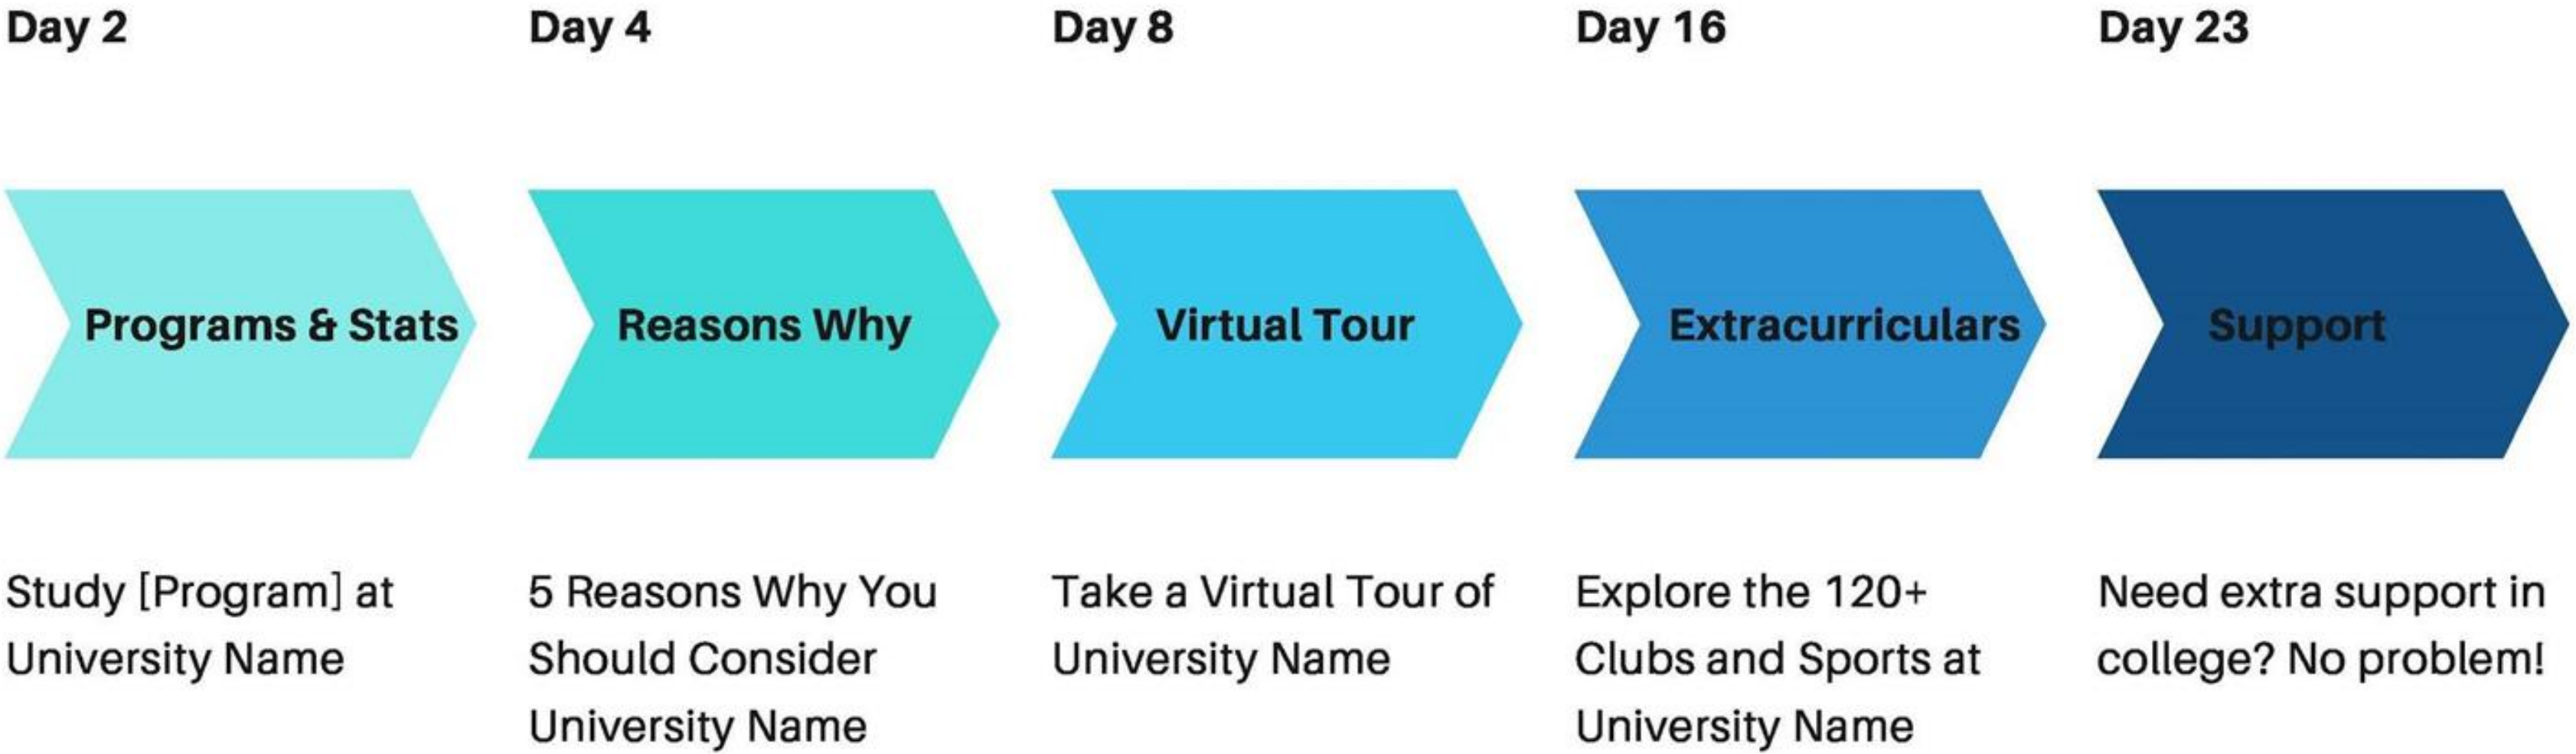 Day 2
Day 4
Day 8
Day 16
Day 23
Programs & Stats
Reasons Why
Virtual Tour
Extracurriculars
Support
Study [Program] at
University Name
5 Reasons Why You
Should Consider
University Name
Take a Virtual Tour of
University Name
Explore the 120+
Clubs and Sports at
University Name
Need extra support in
college? No problem!